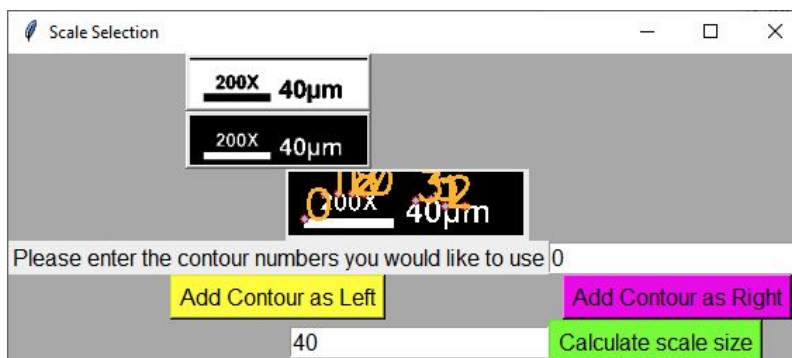 Scale Selection
200X 40µm
200X 40µm
0
200X 40µm
Please enter the contour numbers you would like to use 0
Add Contour as Left Add Contour as Right
40 Calculate scale size